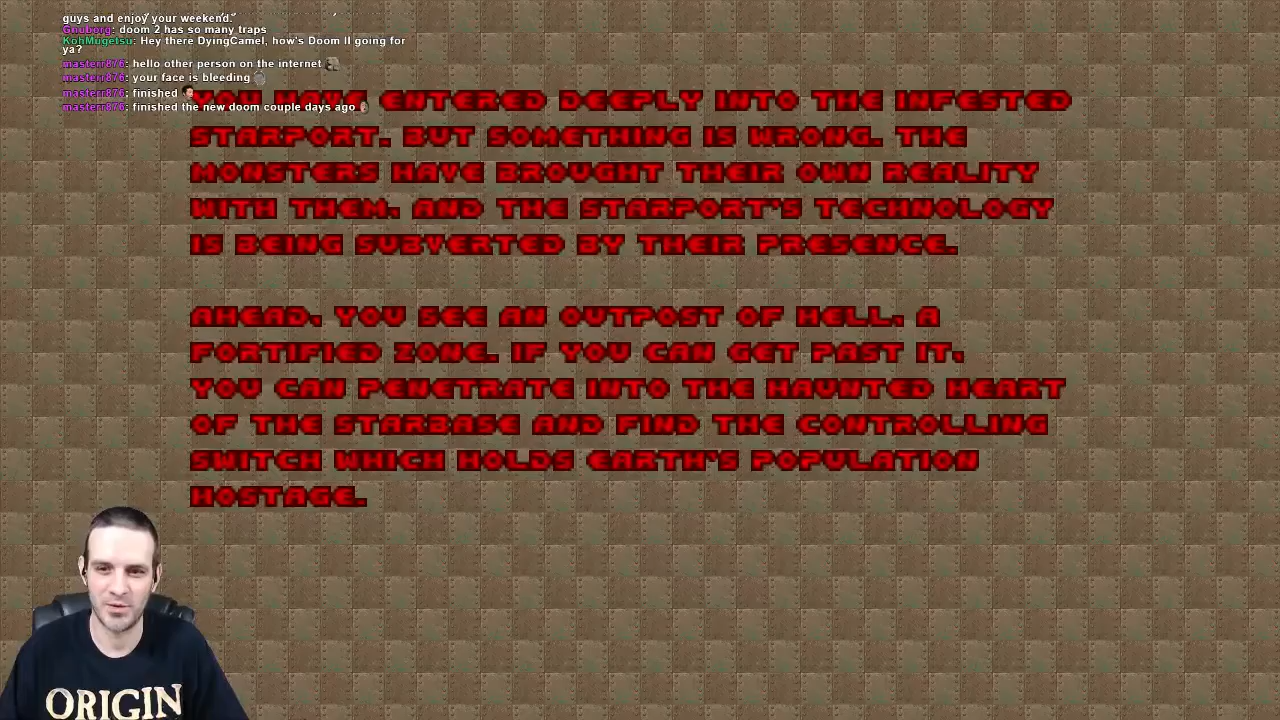 guys and enjoy your weekend.
Gnuborg: doom 2 has so many traps
KohMugetsu: Hey there DyingCamel, how's Doom II going for
ya?
masterr876: hello other person on the internet
masterr876: your face is bleeding
masterr876: finished
masterr876: finished the new doom couple days ago
YOU HAVE ENTERED DEEPLY INTO THE INFESTED
STARPORT. BUT SOMETHING IS WRONG. THE
MONSTERS HAVE BROUGHT THEIR OWN REALITY
WITH THEM, AND THE STARPORT'S TECHNOLOGY
IS BEING SUBVERTED BY THEIR PRESENCE.
AHEAD, YOU SEE AN OUTPOST OF HELL, A
FORTIFIED ZONE. IF YOU CAN GET PAST IT,
YOU CAN PENETRATE INTO THE HAUNTED HEART
OF THE STARBASE AND FIND THE CONTROLLING
SWITCH WHICH HOLDS EARTH'S POPULATION
HOSTAGE.
ORIGIN